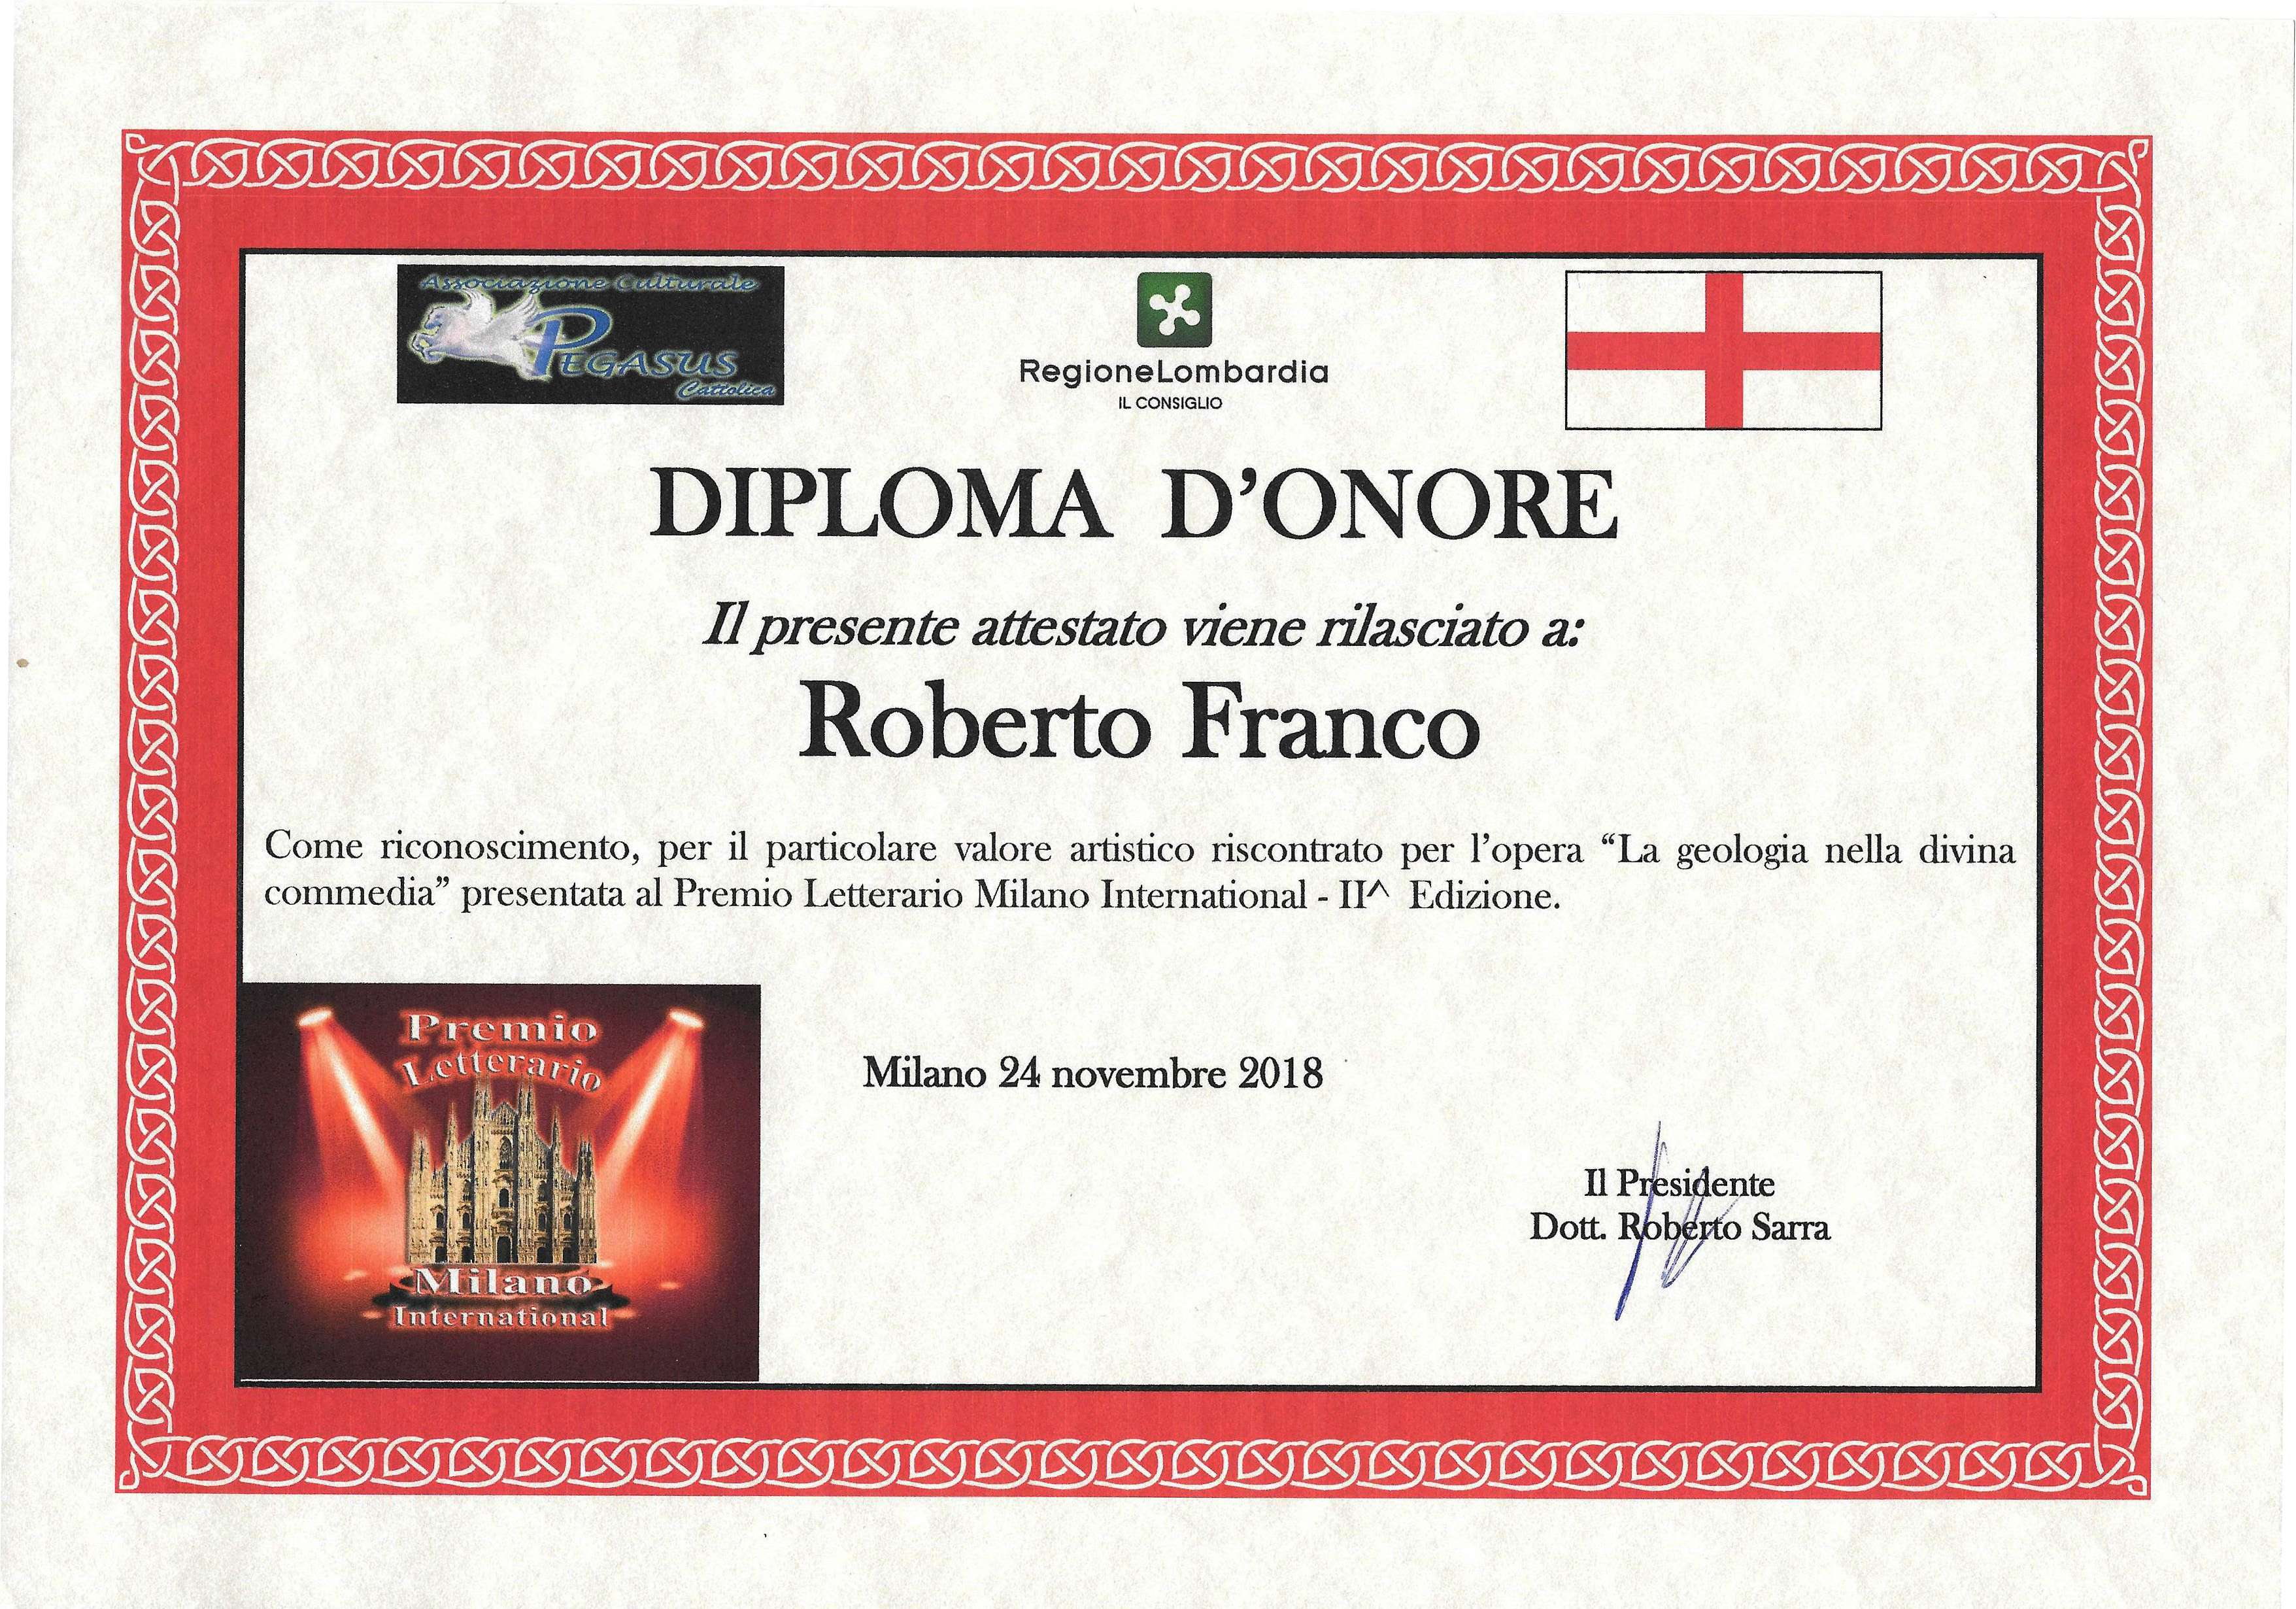 Associazione Culturale
PEGASUS
Cattolica
RegioneLombardia
IL CONSIGLIO
DIPLOMA D’ONORE
Il presente attestato viene rilasciato a:
Roberto Franco
Come riconoscimento, per il particolare valore artistico riscontrato per l’opera “La geologia nella divina
commedia” presentata al Premio Letterario Milano International - II^ Edizione.
Premio
Letterario
Milano
International
Milano 24 novembre 2018
Il Presidente
Dott. Roberto Sarra